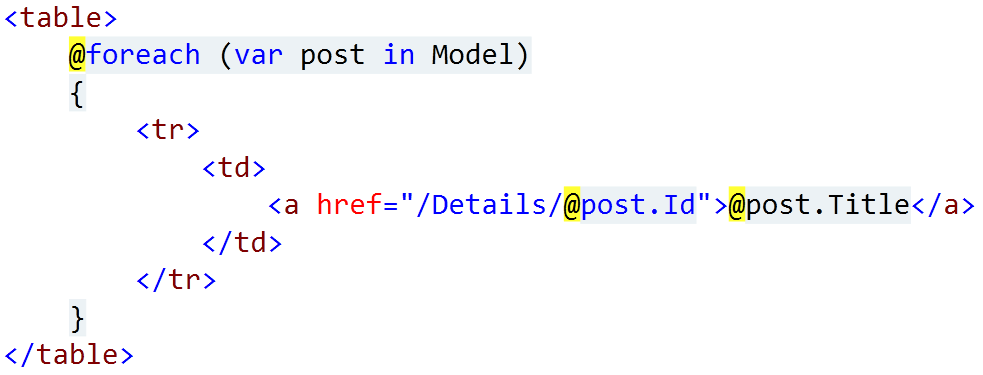 <table>
    @foreach (var post in Model)
    {
        <tr>
            <td>
                <a href="/Details/@post.Id">@post.Title</a>
            </td>
        </tr>
    }
</table>